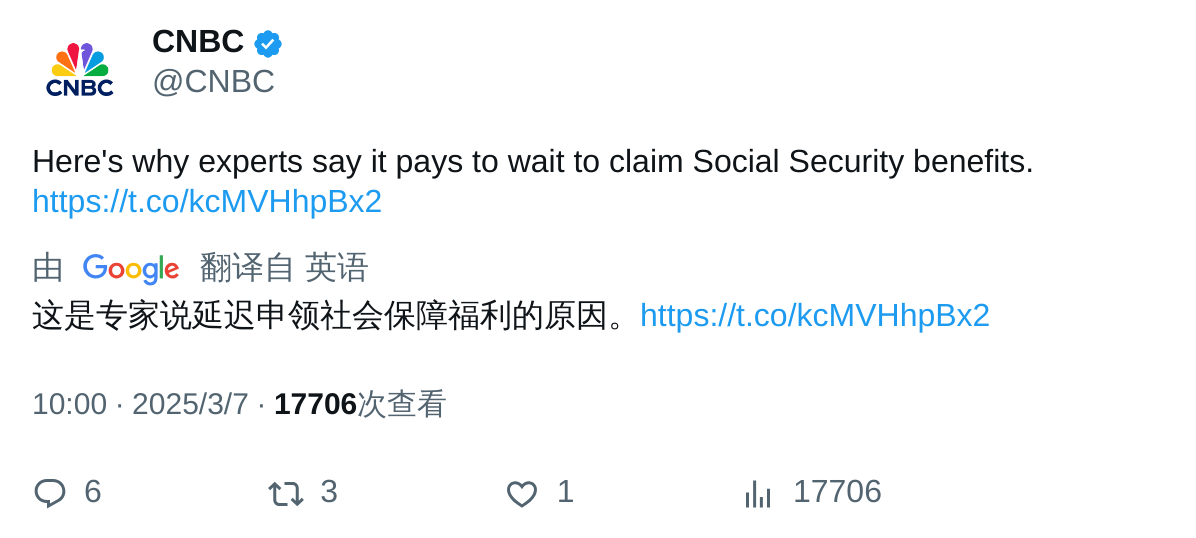 CNBC
CNBC
@CNBC
Here's why experts say it pays to wait to claim Social Security benefits.
https://t.co/kcMVHhpBx2
由 Google 翻译自 英语
这是专家说延迟申领社会保障福利的原因。https://t.co/kcMVHhpBx2
10:00 · 2025/3/7 · 17706次查看
6 3 1 17706